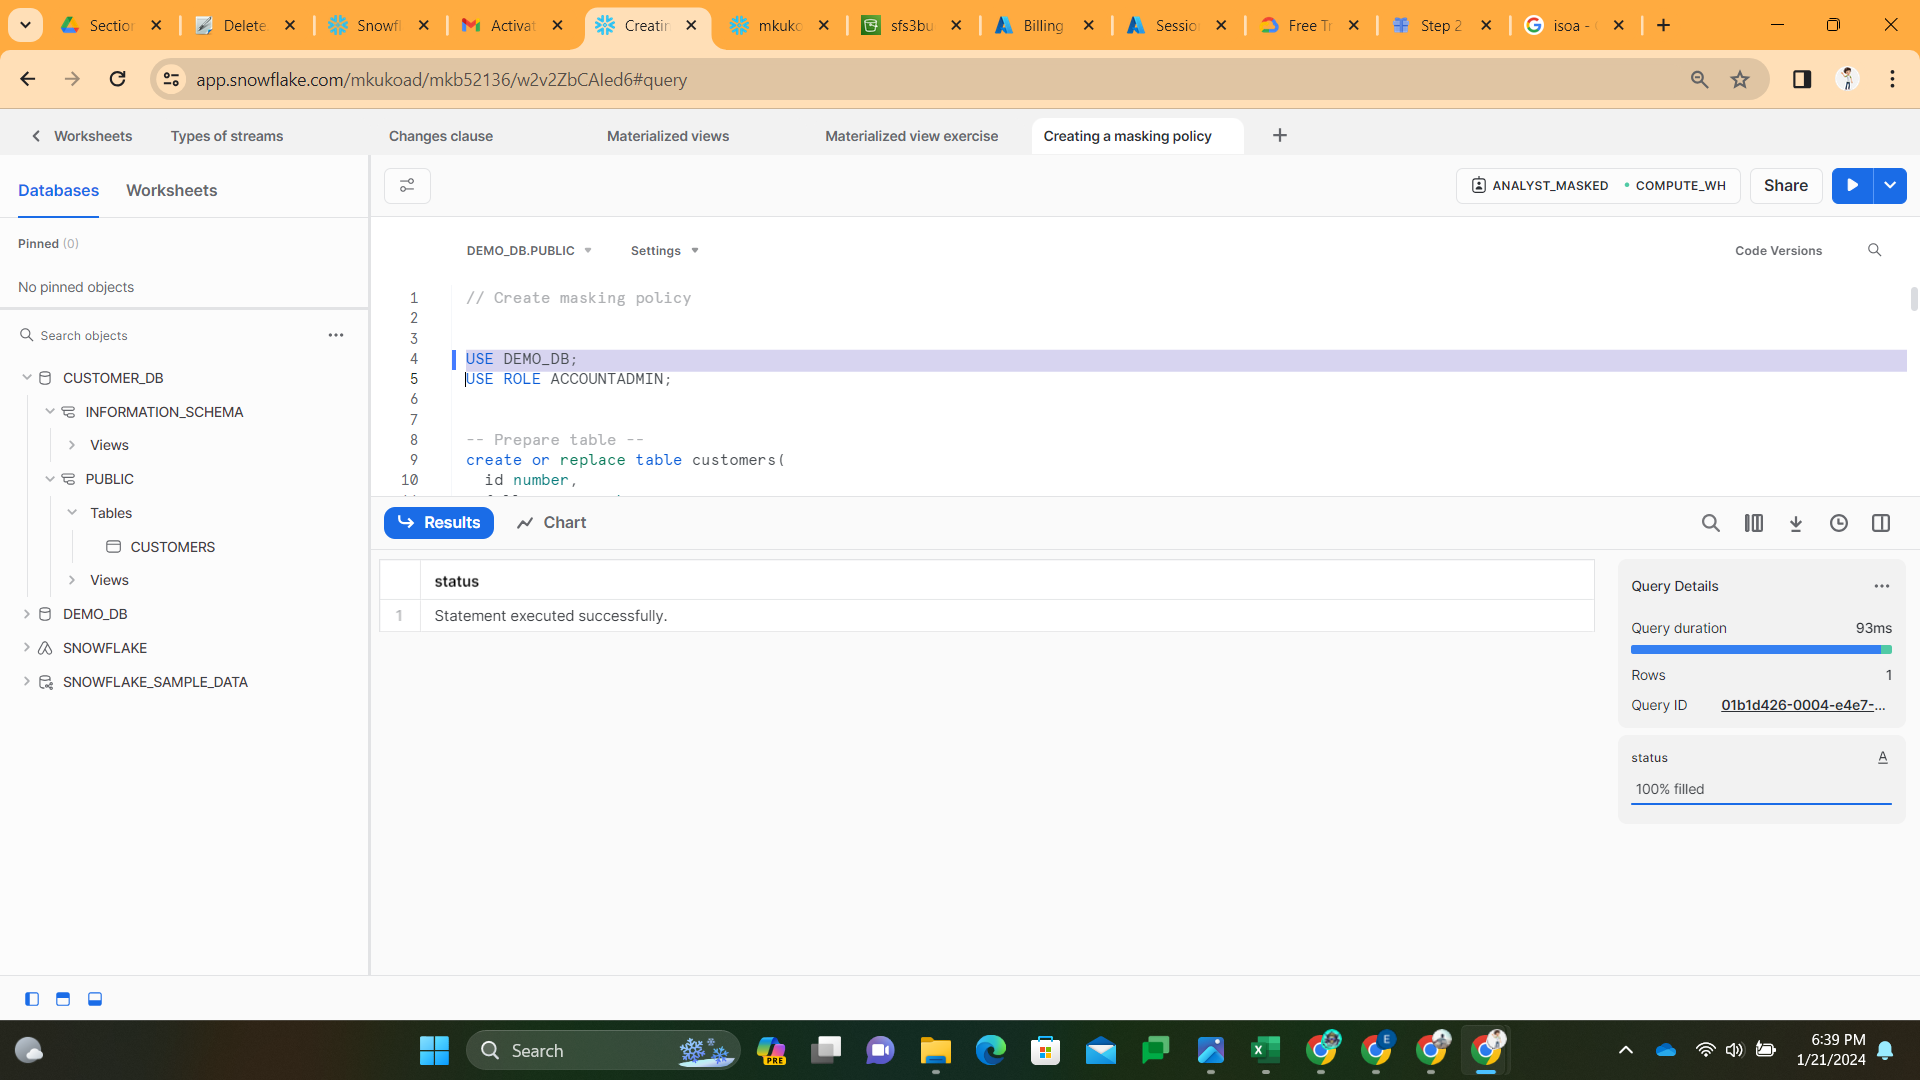 Section
Delete
Snowfl
Activat
Creatin
mkuko
sfs3bu
Billing
Sessio
Free Tr
Step 2
isoa -
app.snowflake.com/mkukoad/mkb52136/w2v2ZbCAIed6#query
Worksheets
Types of streams
Changes clause
Materialized views
Materialized view exercise
Creating a masking policy
Databases
Worksheets
ANALYST_MASKED
COMPUTE_WH
Share
Pinned (0)
No pinned objects
DEMO_DB.PUBLIC
Settings
Code Versions
Search objects
CUSTOMER_DB
INFORMATION_SCHEMA
Views
PUBLIC
Tables
CUSTOMERS
Views
DEMO_DB
SNOWFLAKE
SNOWFLAKE_SAMPLE_DATA
1 // Create masking policy
2
3
4 USE DEMO_DB;
5 USE ROLE ACCOUNTADMIN;
6
7
8 -- Prepare table --
9 create or replace table customers(
10 id number,
Results
Chart
status
1 Statement executed successfully.
Query Details
Query duration 93ms
Rows 1
Query ID 01b1d426-0004-e4e7-...
status A
100% filled
Search
PRE
E
6:39 PM
1/21/2024